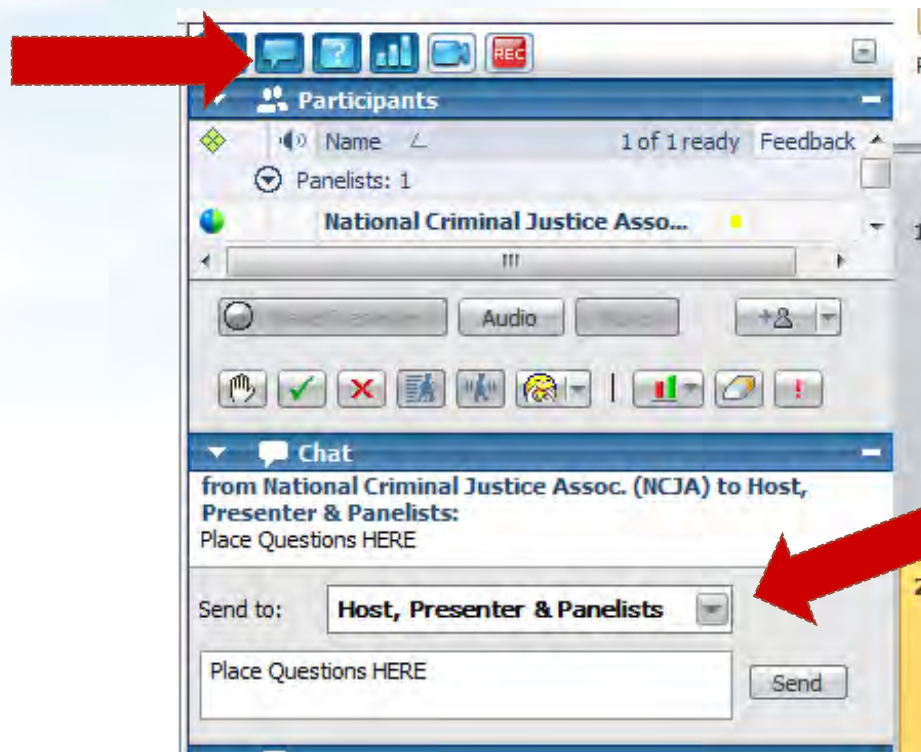 ?
REC
Participants
Name 1 of 1 ready Feedback
Panelists: 1
National Criminal Justice Asso...
Audio
Chat
from National Criminal Justice Assoc. (NCJA) to Host,
Presenter & Panelists:
Place Questions HERE
Send to: Host, Presenter & Panelists
Place Questions HERE
Send